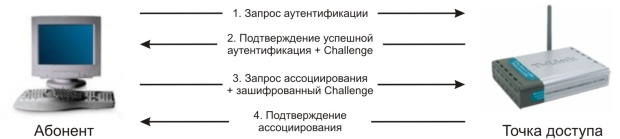 1. Запрос аутентификации
2. Подтверждение успешной
аутентификация + Challenge
3. Запрос ассоциирования
+ зашифрованный Challenge
4. Подтверждение
ассоциирования
Абонент
Точка доступа
D-Link